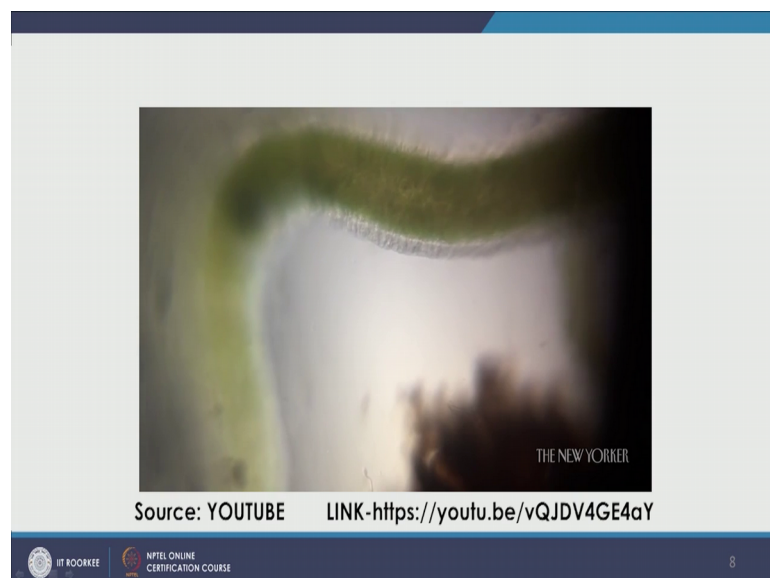 THE NEW YORKER
Source: YOUTUBE LINK-https://youtu.be/vQJDV4GE4aY
IIT ROORKEE
NPTEL ONLINE
CERTIFICATION COURSE
8